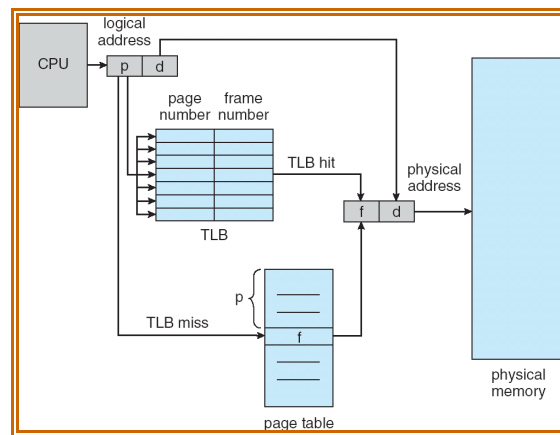 logical
address
CPU
p d
page
number
frame
number
TLB hit
physical
address
f d
TLB
p
TLB miss
f
physical
memory
page table